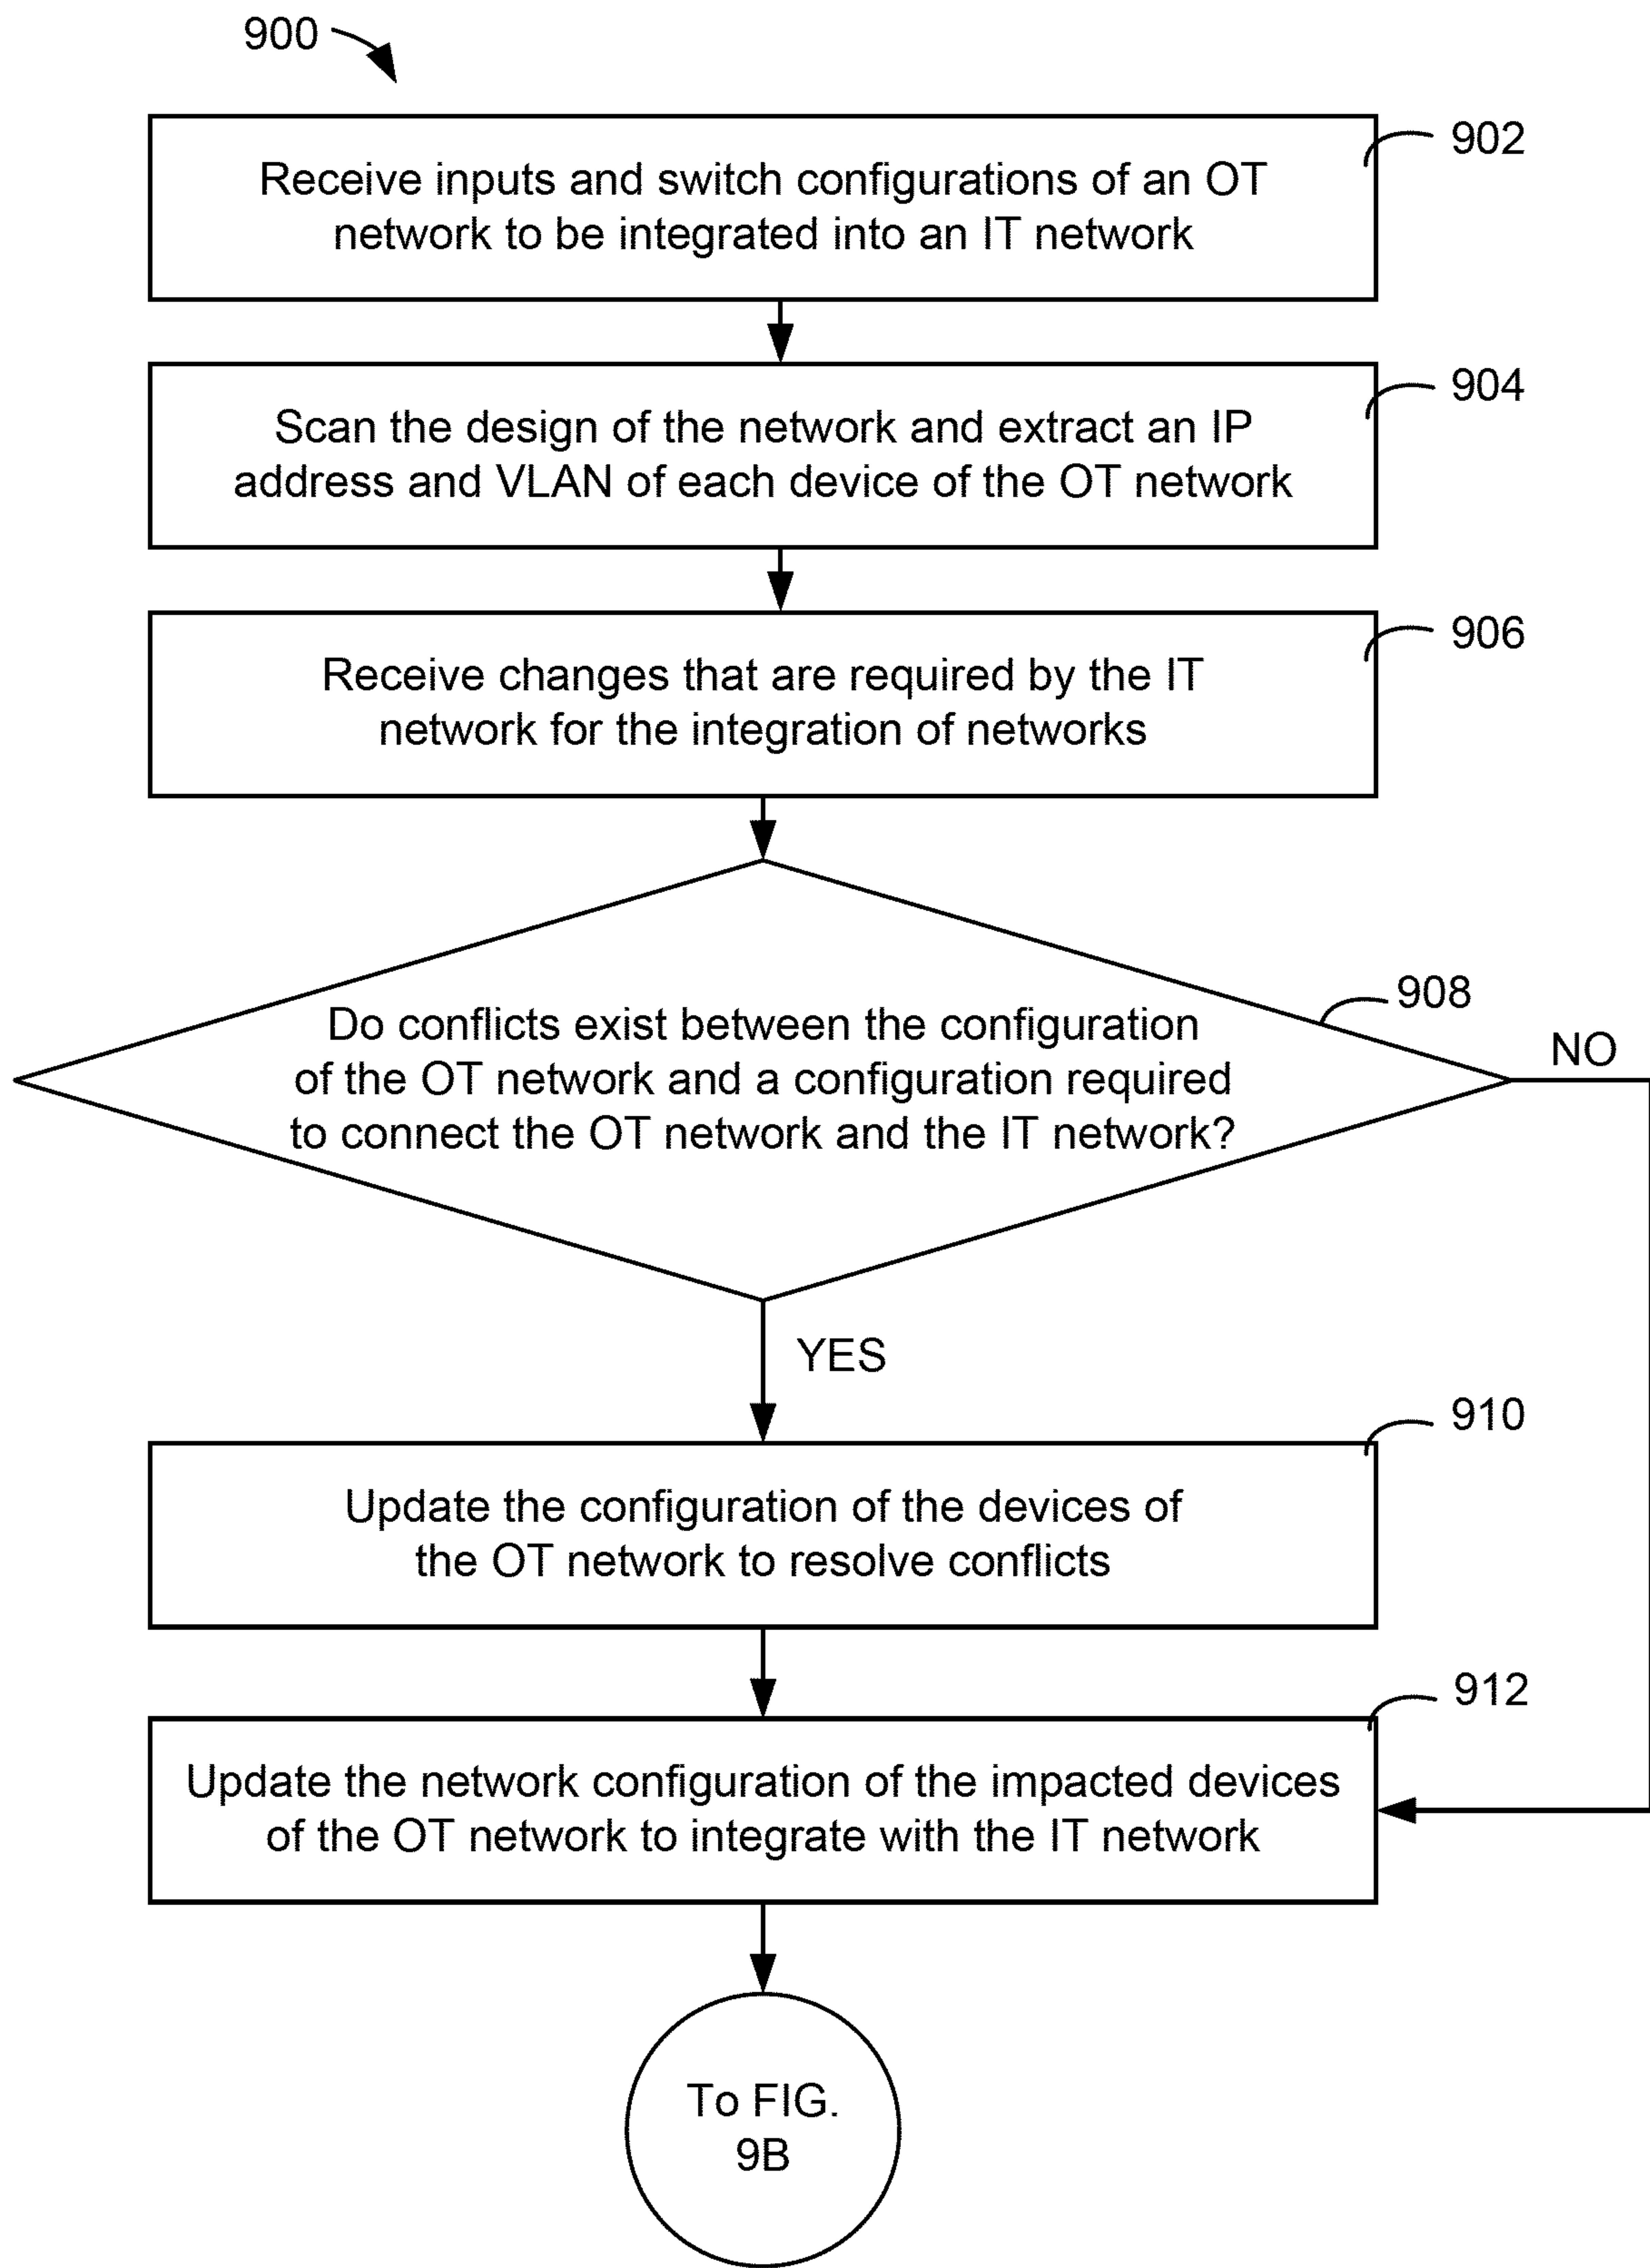 900
902
Receive inputs and switch configurations of an OT
network to be integrated into an IT network
904
Scan the design of the network and extract an IP
address and VLAN of each device of the OT network
906
Receive changes that are required by the IT
network for the integration of networks
908
Do conflicts exist between the configuration
of the OT network and a configuration required
to connect the OT network and the IT network?
NO
YES
910
Update the configuration of the devices of
the OT network to resolve conflicts
912
Update the network configuration of the impacted devices
of the OT network to integrate with the IT network
To FIG.
9B